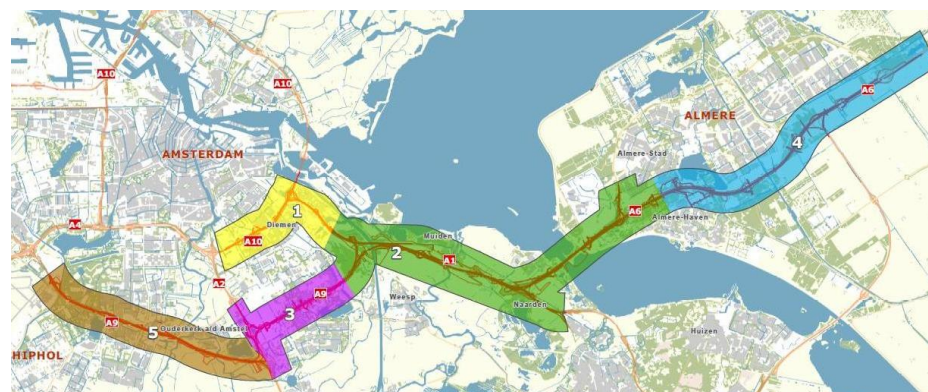 A10
A10
AMSTERDAM
ALMERE
A6
Almere-Stad
4
A4
1
Diemen
A10
A6
Almere-Haven
Muiden
2
A1
A2
A9
3
Weesp
Naarden
A9
5
Ouderkerk a/d Amstel
Huizen
HIPHOL